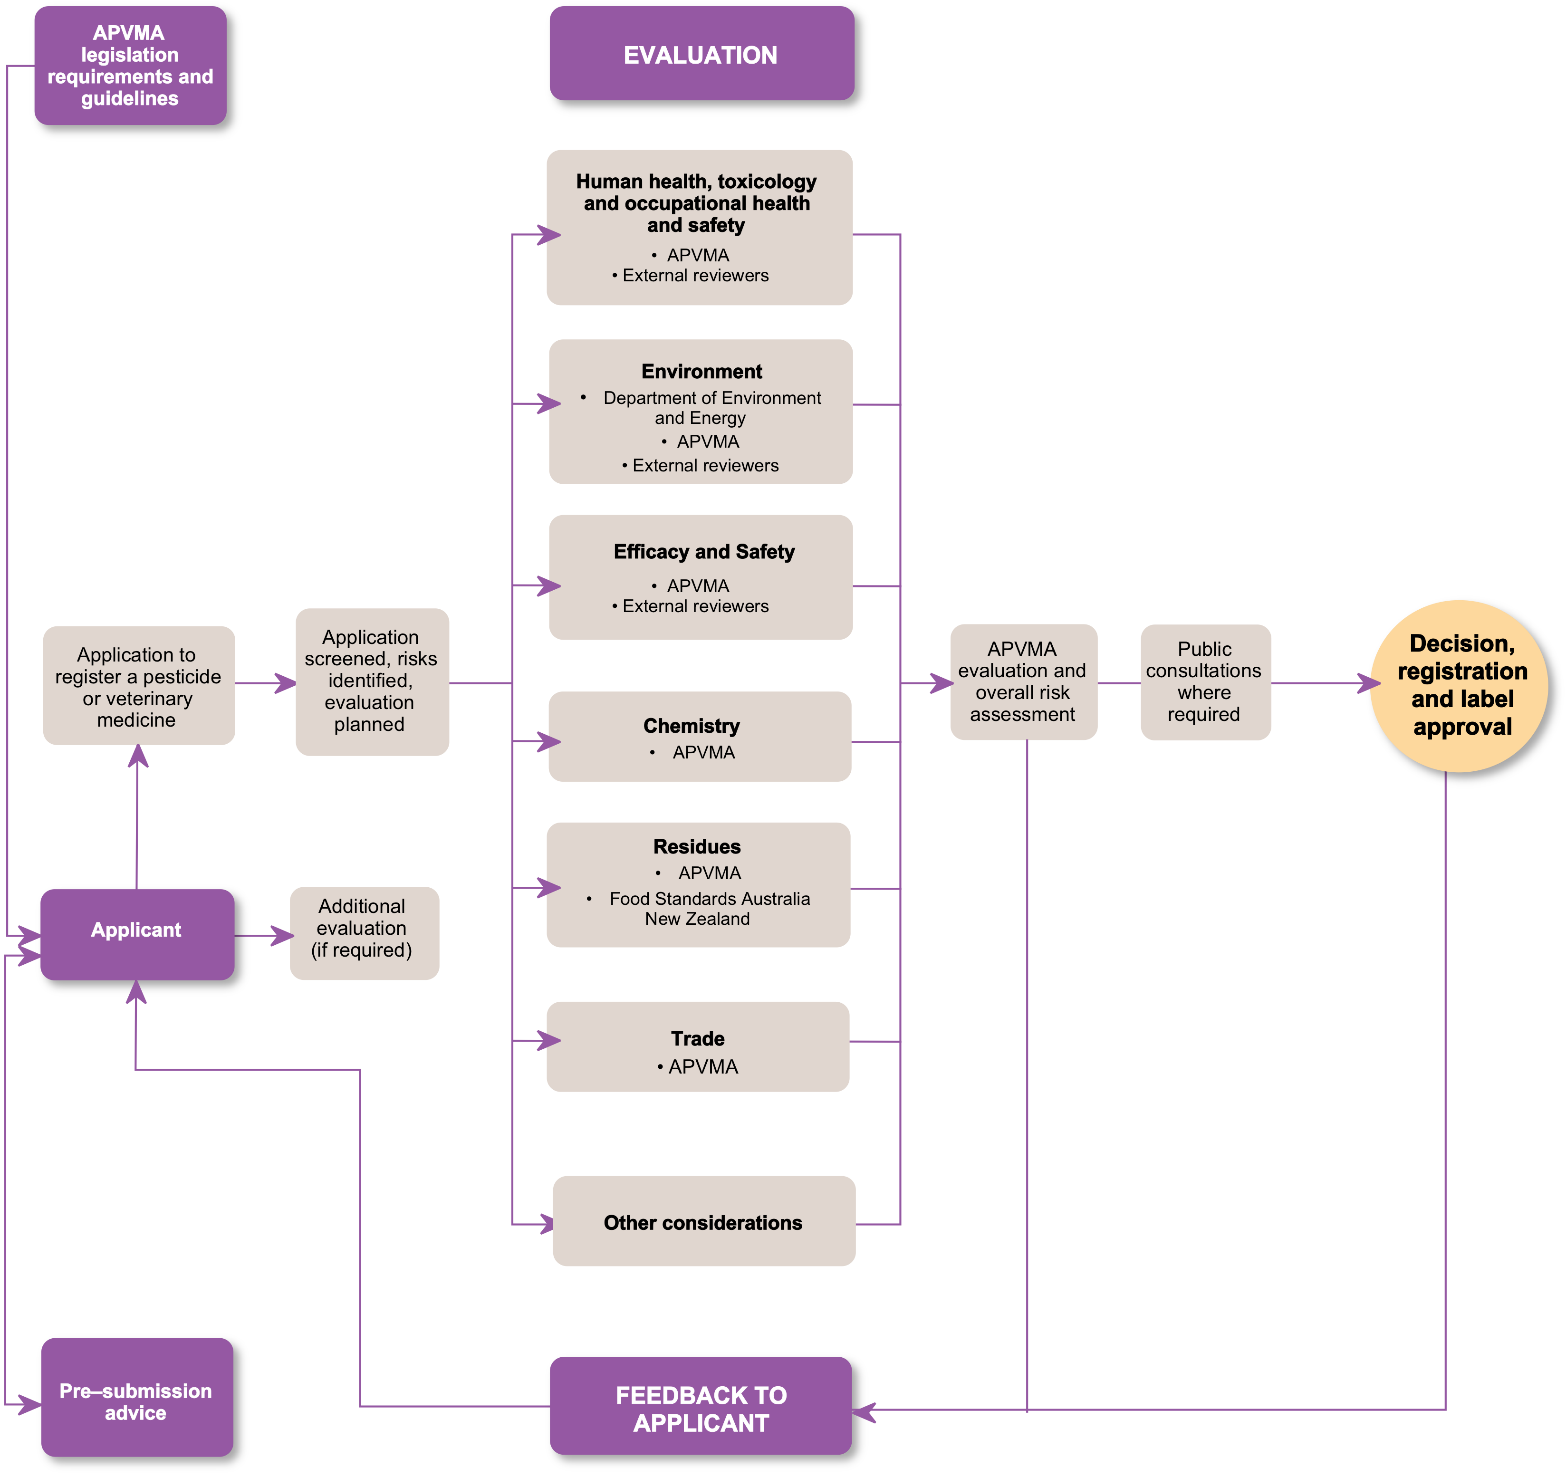 APVMA
legislation
requirements and
guidelines
EVALUATION
Human health, toxicology
and occupational health
and safety
• APVMA
• External reviewers
Environment
• Department of Environment
and Energy
• APVMA
• External reviewers
Efficacy and Safety
• APVMA
• External reviewers
Application to
register a pesticide
or veterinary
medicine
Application
screened, risks
identified,
evaluation
planned
Chemistry
• APVMA
APVMA
evaluation and
overall risk
assessment
Public
consultations
where
required
Decision,
registration
and label
approval
Residues
• APVMA
• Food Standards Australia
New Zealand
Applicant
Additional
evaluation
(if required)
Trade
• APVMA
Other considerations
Pre–submission
advice
FEEDBACK TO
APPLICANT